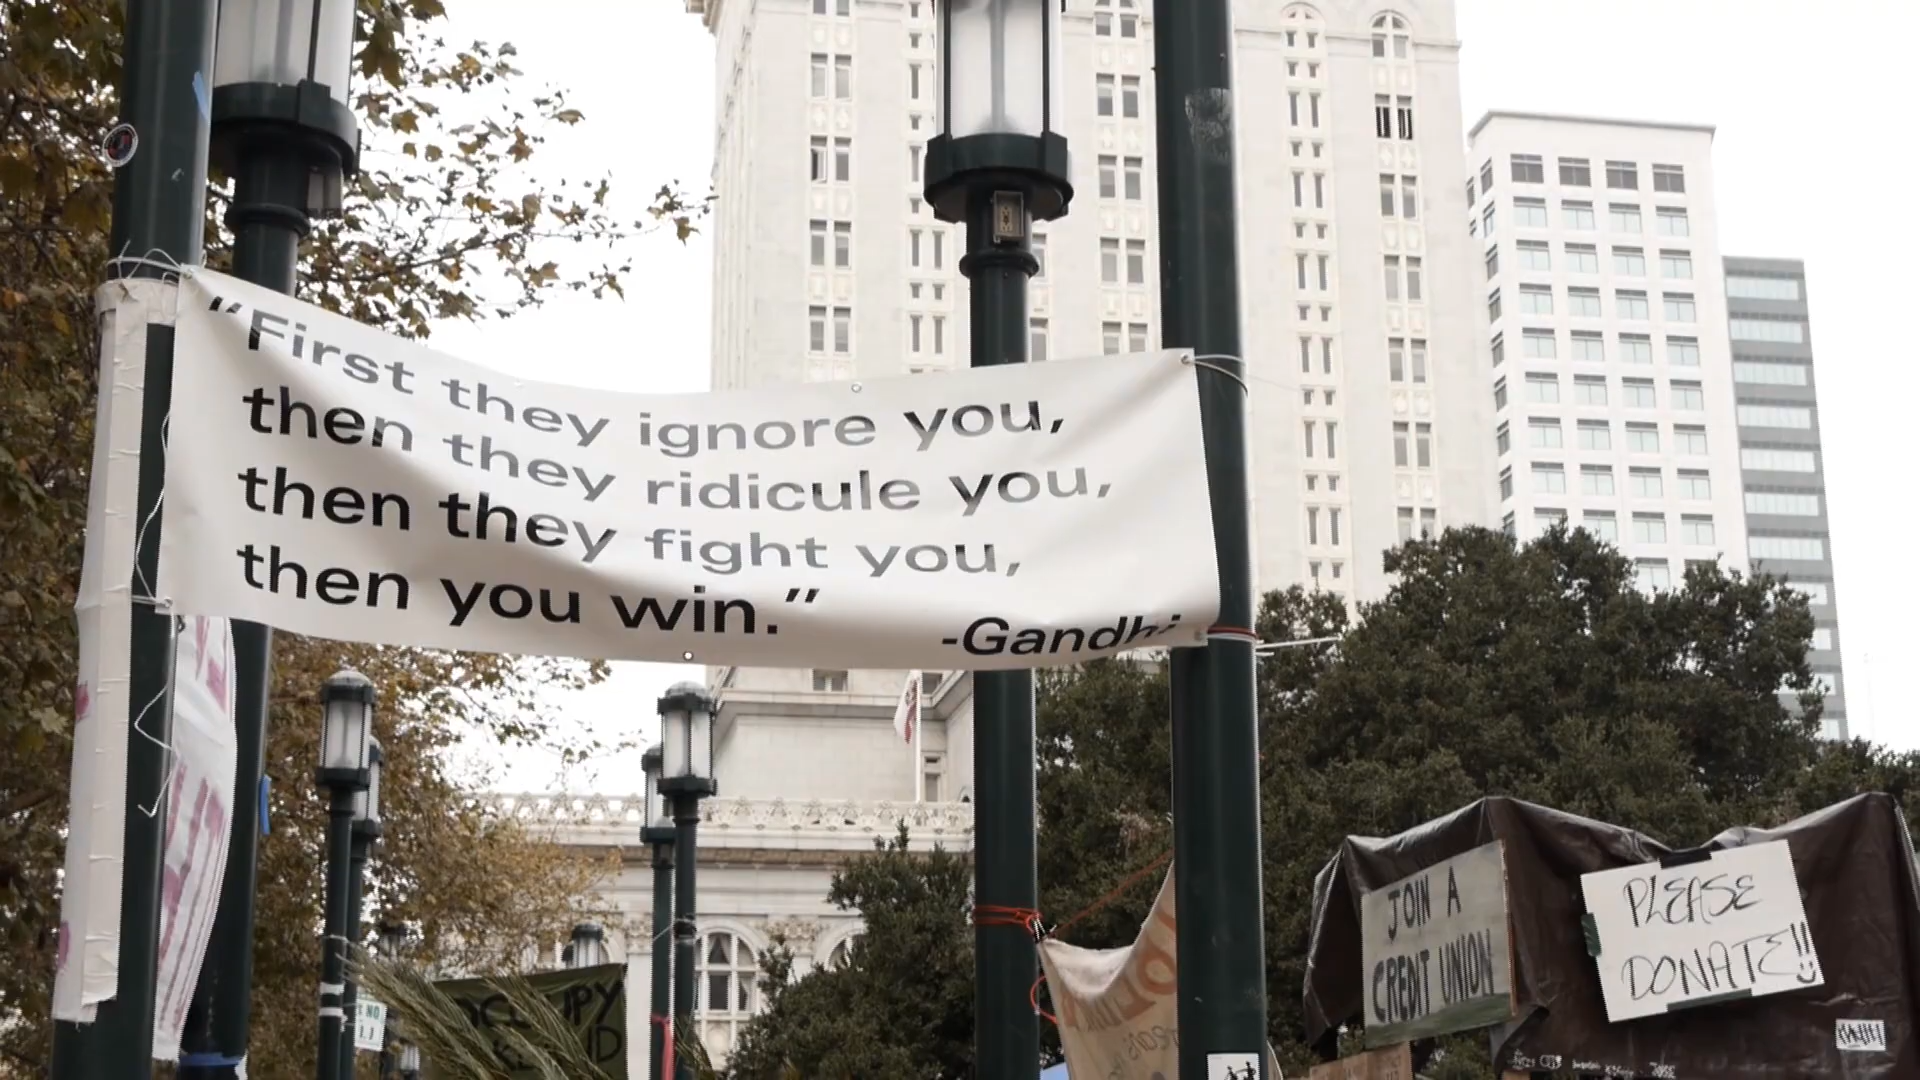 “First they ignore you,
then they ridicule you,
then they fight you,
then you win.”
-Gandhi
OCCUPY
JOIN A
CREDIT UNION
PLEASE
DONATE!!